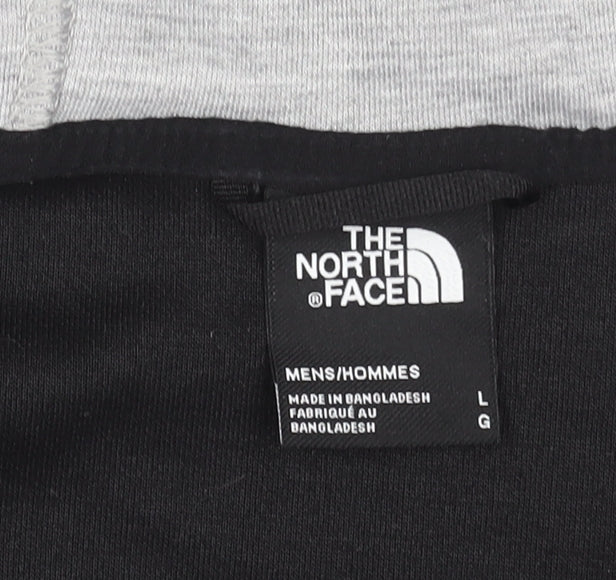 THE
NORTH
®FACE
MENS/HOMMES
MADE IN BANGLADESH L
FABRIQUÉ AU
BANGLADESH G